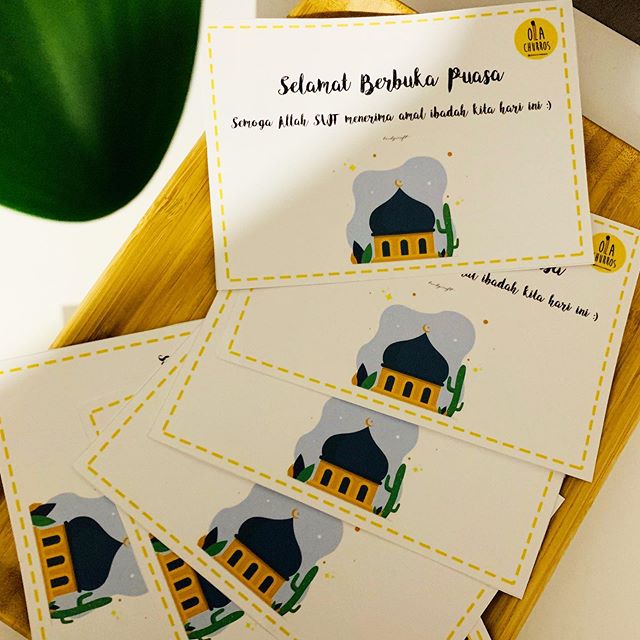 OLA
CHURROS
Selamat Berbuka Puasa
Semoga Allah SWT menerima amal ibadah kita hari ini :)
OLA
CHURROS
ibadah kita hari ini :)